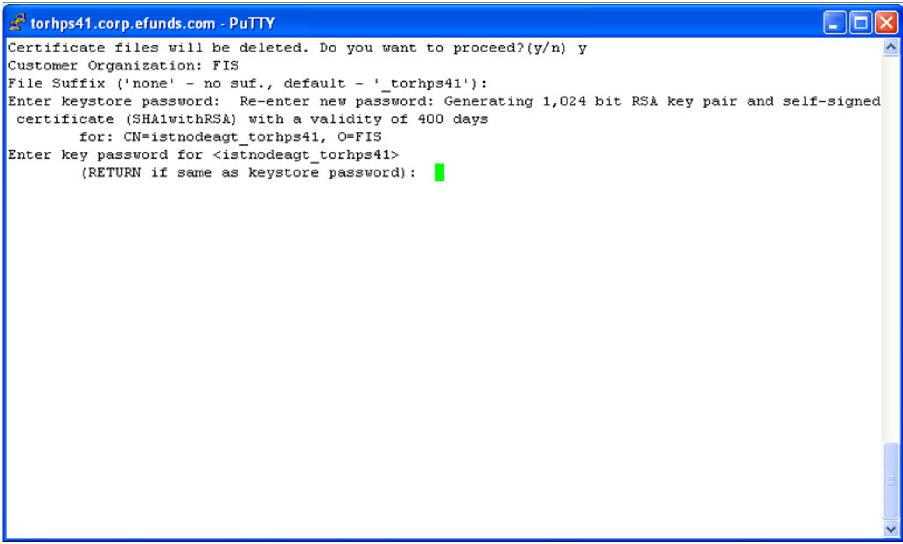 torhps41.corp.efunds.com - PuTTY
Certificate files will be deleted. Do you want to proceed?(y/n) y
Customer Organization: FIS
File Suffix ('none' - no suf., default - '_torhps41'):
Enter keystore password:  Re-enter new password: Generating 1,024 bit RSA key pair and self-signed
 certificate (SHA1withRSA) with a validity of 400 days
        for: CN=istnodeagt_torhps41, O=FIS
Enter key password for <istnodeagt_torhps41>
        (RETURN if same as keystore password):